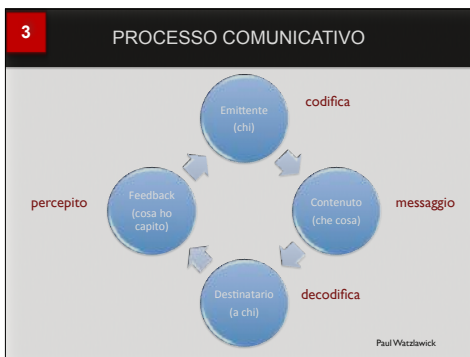 3
PROCESSO COMUNICATIVO
Emittente
(chi)
codifica
Contenuto
(che cosa)
messaggio
Destinatario
(a chi)
decodifica
Feedback
(cosa ho
capito)
percepito
Paul Watzlawick